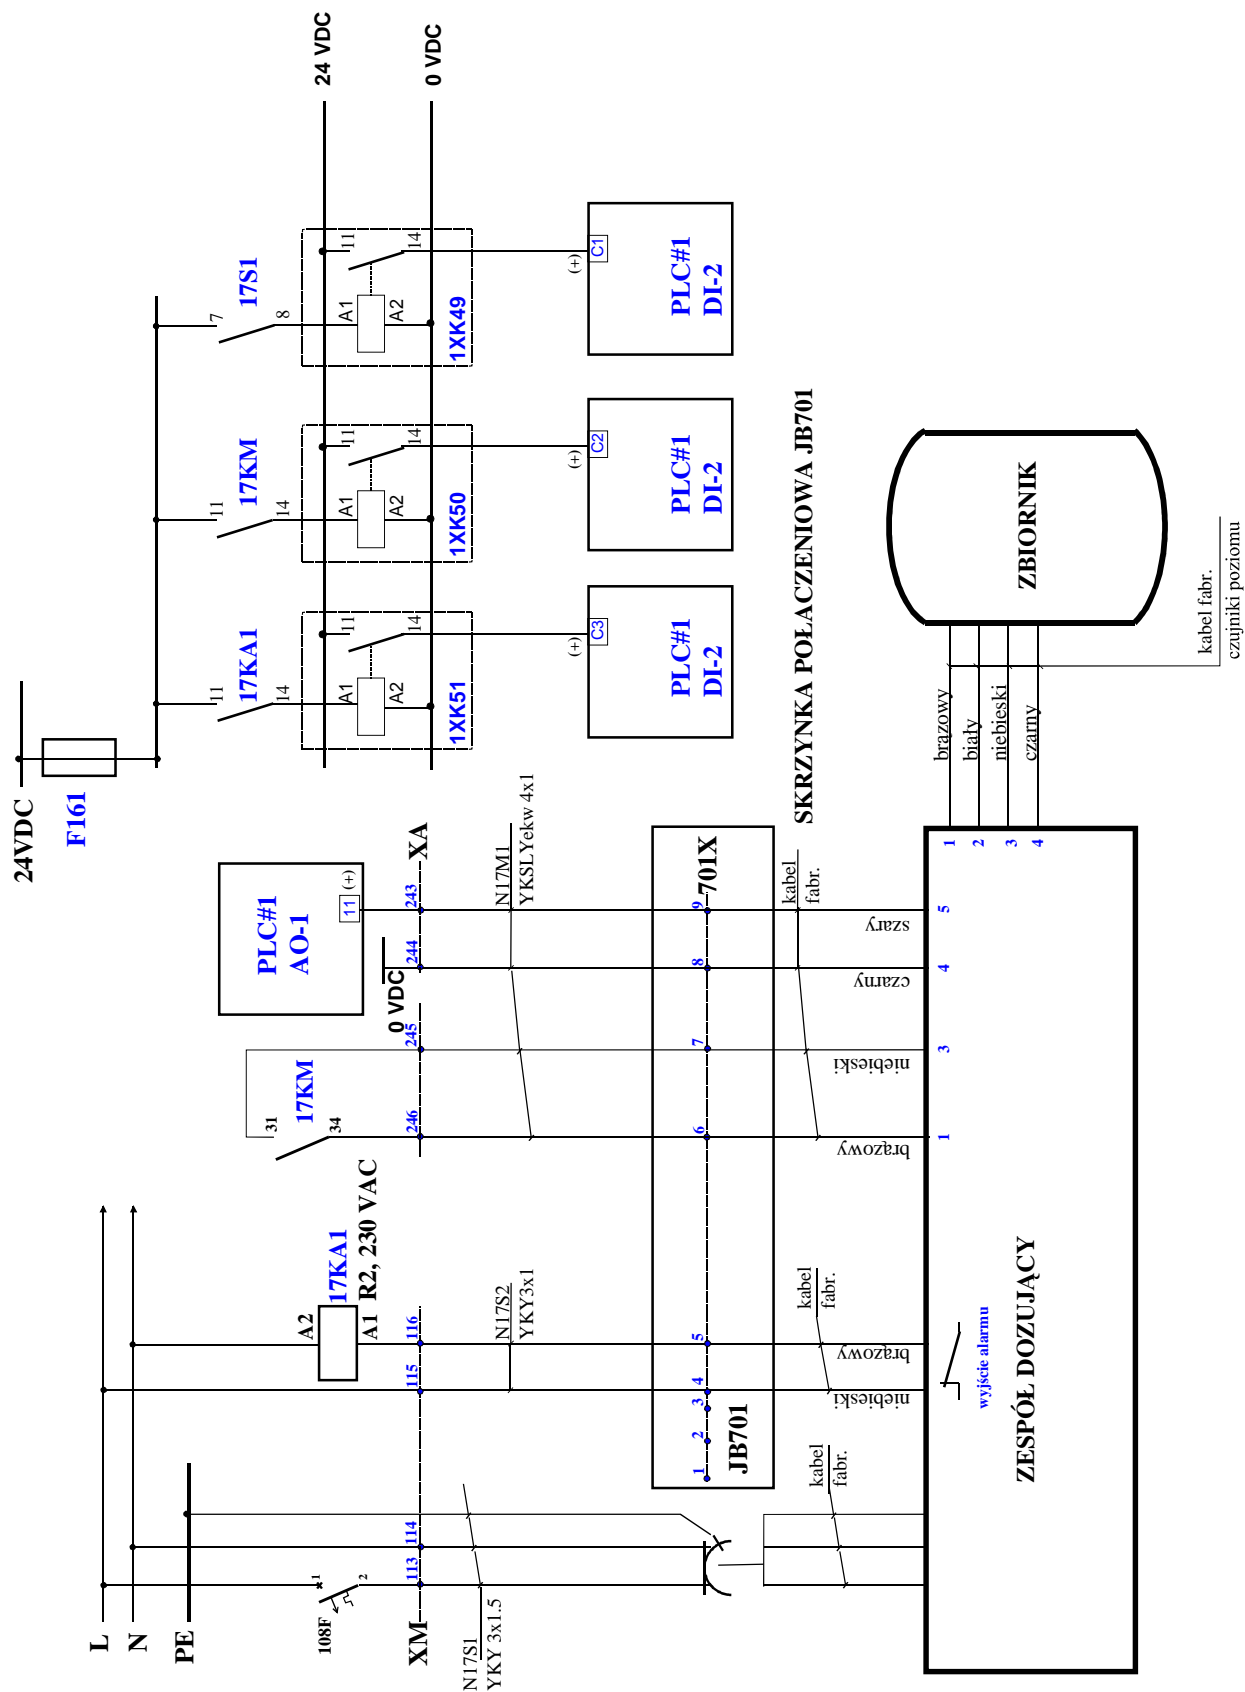 24VDC
F161
24 VDC
0 VDC
17KA1
11
14
17KM
11
14
17S1
7
8
A1
A2
11
14
1XK51
A1
A2
11
14
1XK50
A1
A2
11
14
1XK49
(+)
C3
PLC#1
DI-2
(+)
C2
PLC#1
DI-2
(+)
C1
PLC#1
DI-2
L
N
PE
108F
1
2
A2
A1
17KA1
R2, 230 VAC
31
34
17KM
PLC#1
AO-1
11
(+)
0 VDC
XM
113
114
115
116
246
245
244
243
XA
N17S1
YKY 3x1.5
N17S2
YKY3x1
N17M1
YKSLYekw 4x1
JB701
1
2
3
4
5
6
7
8
9
701X
SKRZYNKA POŁACZENIOWA JB701
kabel
fabr.
kabel
fabr.
kabel
fabr.
niebieski
brązowy
brązowy
niebieski
czarny
szary
1
3
4
5
wyjście alarmu
ZESPÓŁ DOZUJĄCY
1
2
3
4
brązowy
biały
niebieski
czarny
ZBIORNIK
kabel fabr.
czujniki poziomu